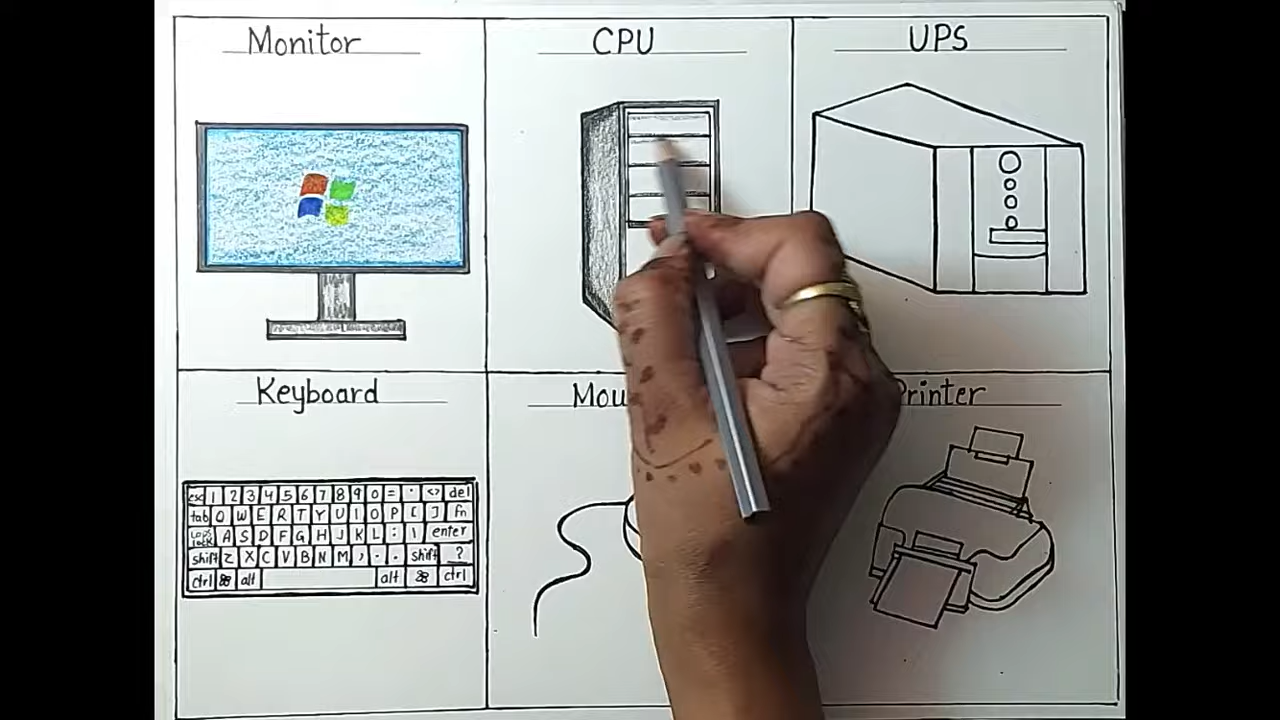 Monitor
CPU
UPS
Keyboard
Mou
Printer
esc 1 2 3 4 5 6 7 8 9 0 = <> del
tab Q W E R T Y U I O P [ ] fn
A S D F G H J K L : \ enter
shift Z X C V B N M , . shift ?
ctrl alt alt ctrl